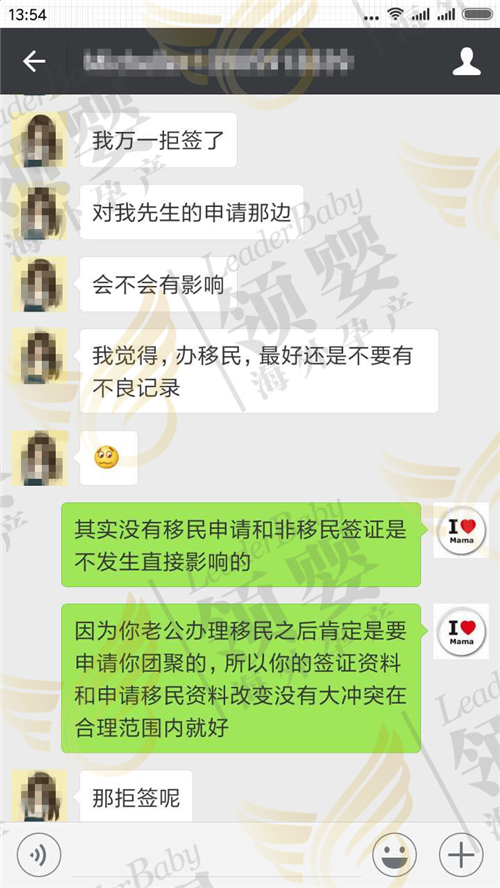 13:54
我万一拒签了
对我先生的申请那边
会不会有影响
我觉得，办移民，最好还是不要有
不良记录
其实没有移民申请和非移民签证是
不发生直接影响的
I
Mama
因为你老公办理移民之后肯定是要
申请你团聚的，所以你的签证资料
和申请移民资料改变没有大冲突在
合理范围内就好
I
Mama
那拒签呢
LeaderBaby
领婴
海外孕产